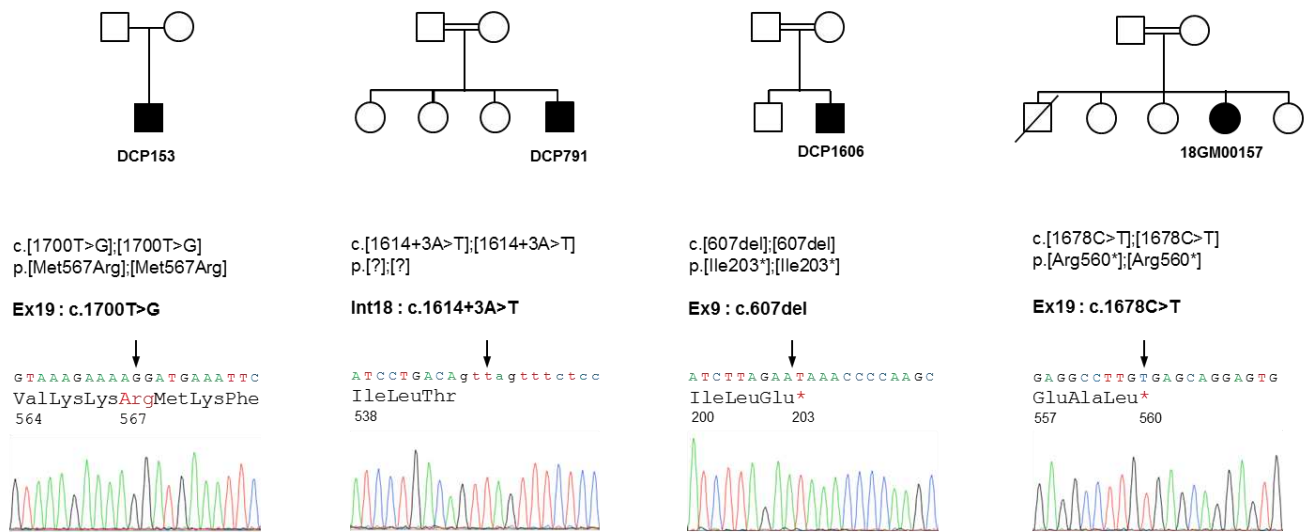 DCP153
DCP791
DCP1606
18GM00157
c.[1700T>G];[1700T>G]
p.[Met567Arg];[Met567Arg]
Ex19 : c.1700T>G
GTAAAGAAAAGGATGAAATTC
ValLysLysArgMetLysPhe
564 567
c.[1614+3A>T];[1614+3A>T]
p.[?];[?]
Int18 : c.1614+3A>T
ATCCTGACAgttagtttctcc
IleLeuThr
538
c.[607del];[607del]
p.[Ile203*];[Ile203*]
Ex9 : c.607del
ATCTTAGAATAAACCCCAAGC
IleLeuGlu*
200 203
c.[1678C>T];[1678C>T]
p.[Arg560*];[Arg560*]
Ex19 : c.1678C>T
GAGGCCTTGTGAGCAGGAGTG
GluAlaLeu*
557 560